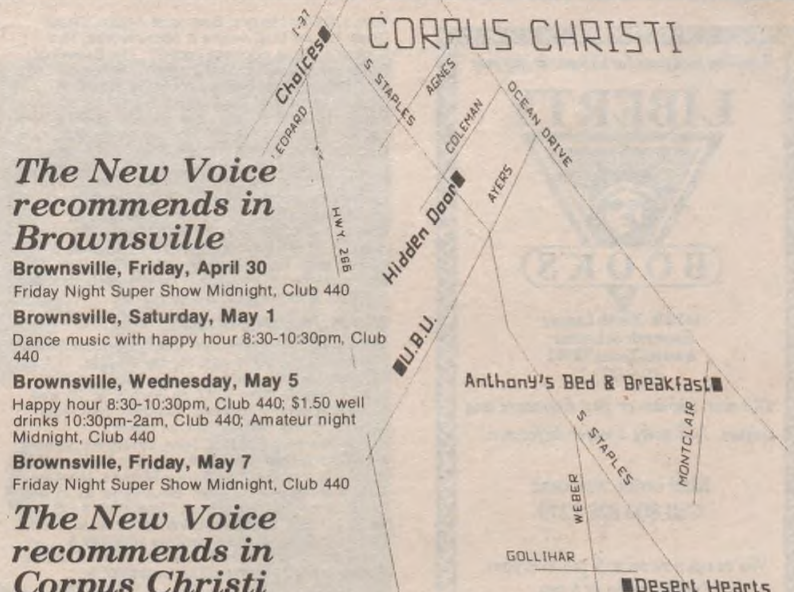 CORPUS CHRISTI
I-37
Choices
S. STAPLES
AGNES
COLEMAN
OCEAN DRIVE
LEOPARD
AYERS
Hidden Door
HWY. 286
U.B.U.
Anthony's Bed & Breakfast
S. STAPLES
MONTCLAIR
WEBER
GOLLIHAR
Desert Hearts
The New Voice
recommends in
Brownsville
Brownsville, Friday, April 30
Friday Night Super Show Midnight, Club 440
Brownsville, Saturday, May 1
Dance music with happy hour 8:30-10:30pm, Club
440
Brownsville, Wednesday, May 5
Happy hour 8:30-10:30pm, Club 440; $1.50 well
drinks 10:30pm-2am, Club 440; Amateur night
Midnight, Club 440
Brownsville, Friday, May 7
Friday Night Super Show Midnight, Club 440
The New Voice
recommends in
Corpus Christi
LIBERTY
BOOKS